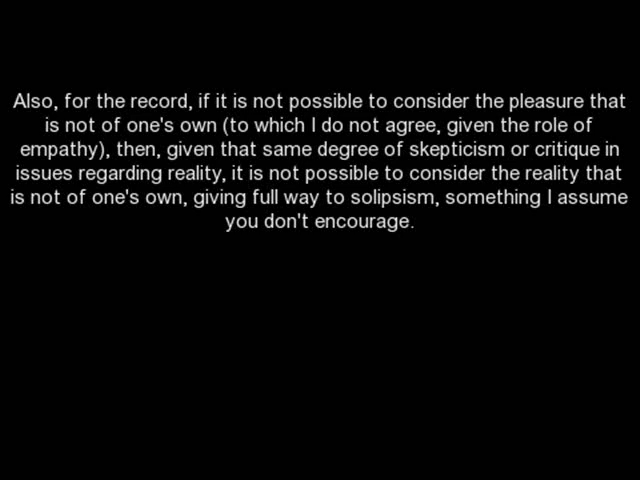 Also, for the record, if it is not possible to consider the pleasure that
is not of one's own (to which I do not agree, given the role of
empathy), then, given that same degree of skepticism or critique in
issues regarding reality, it is not possible to consider the reality that
is not of one's own, giving full way to solipsism, something I assume
you don't encourage.